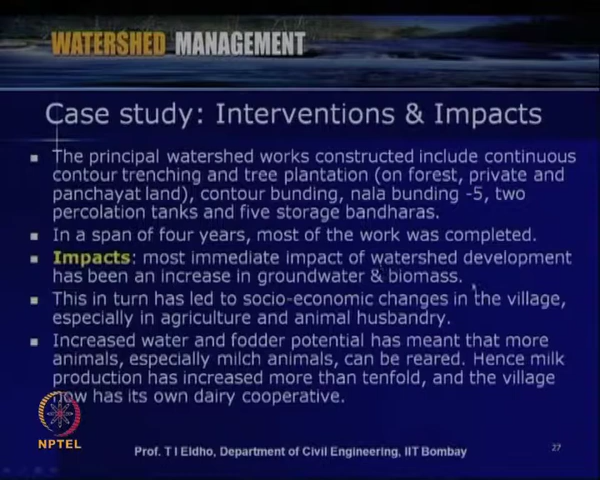 WATERSHED MANAGEMENT
Case study: Interventions & Impacts
The principal watershed works constructed include continuous
contour trenching and tree plantation (on forest, private and
panchayat land), contour bunding, nala bunding -5, two
percolation tanks and five storage bandharas.
In a span of four years, most of the work was completed.
Impacts: most immediate impact of watershed development
has been an increase in groundwater & biomass.
This in turn has led to socio-economic changes in the village,
especially in agriculture and animal husbandry.
Increased water and fodder potential has meant that more
animals, especially milch animals, can be reared. Hence milk
production has increased more than tenfold, and the village
now has its own dairy cooperative.
NPTEL
Prof. T I Eldho, Department of Civil Engineering, IIT Bombay
27